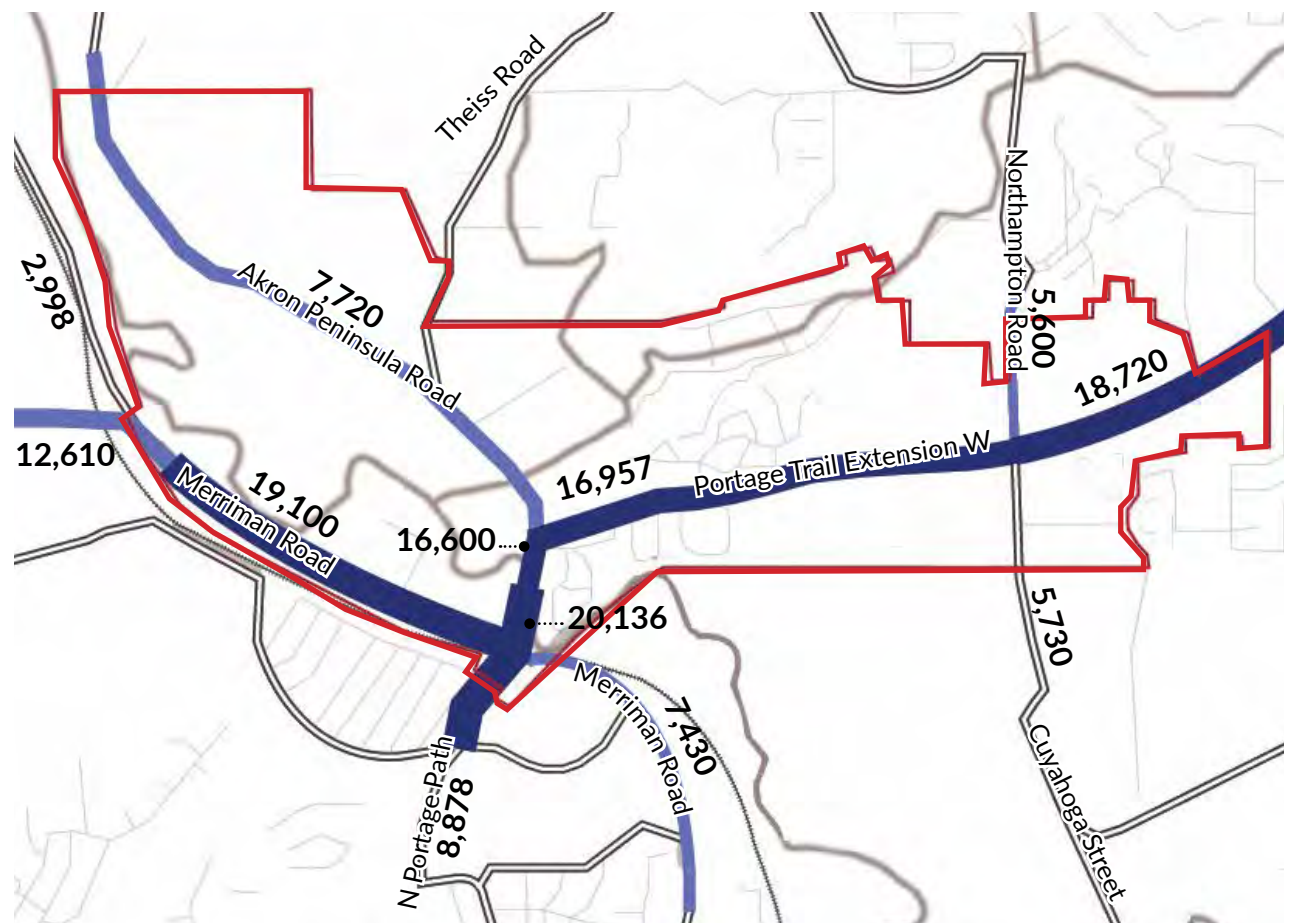 Theiss Road
Northampton Road
2,998
Akron Peninsula Road
7,720
5,600
18,720
12,610
Merriman Road
19,100
16,957
Portage Trail Extension W
16,600
20,136
5,730
Merriman Road
7,430
N Portage Path
8,878
Cuyahoga Street